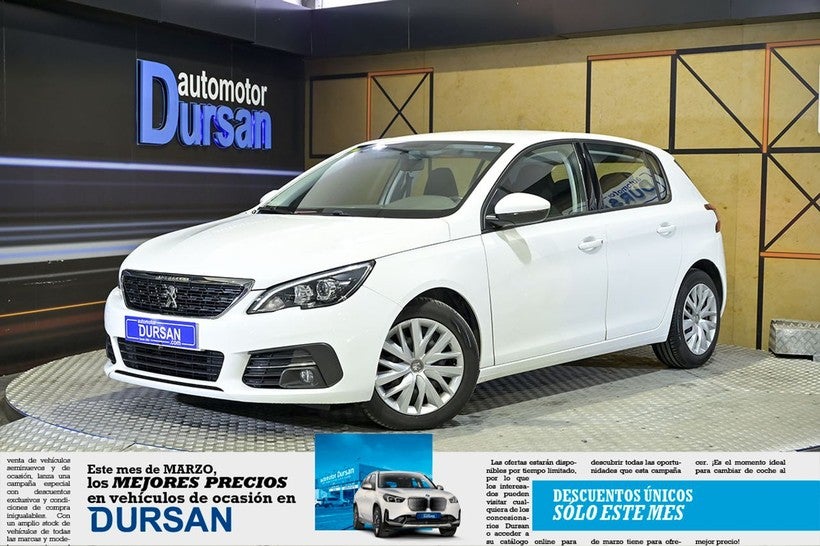 automotor
Dursan
automotor
DURSAN
.com
venta de vehículos
seminuevos y de
ocasión, lanza una
campaña especial
con descuentos
exclusivos y condi-
ciones de compra
inigualables. Con
un amplio stock de
vehículos de todas
las marcas y mode-
Este mes de MARZO,
los MEJORES PRECIOS
en vehículos de ocasión en
DURSAN
automotor Dursan
Las ofertas estarán dispo-
nibles por tiempo limitado,
por lo que
los interesa-
dos pueden
visitar cual-
quiera de los
concesiona-
rios Dursan
o acceder a
su catálogo online para
descubrir todas las oportu-
nidades que esta campaña
de marzo tiene para ofre-
cer. ¡Es el momento ideal
para cambiar de coche al
mejor precio!
DESCUENTOS ÚNICOS
SÓLO ESTE MES